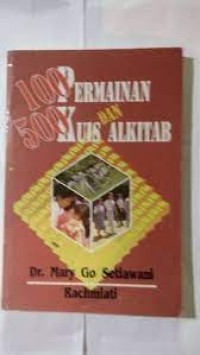 100 PERMAINAN
DAN
500 KUIS ALKITAB
Dr. Mary Go Setiawani
Rachmiati